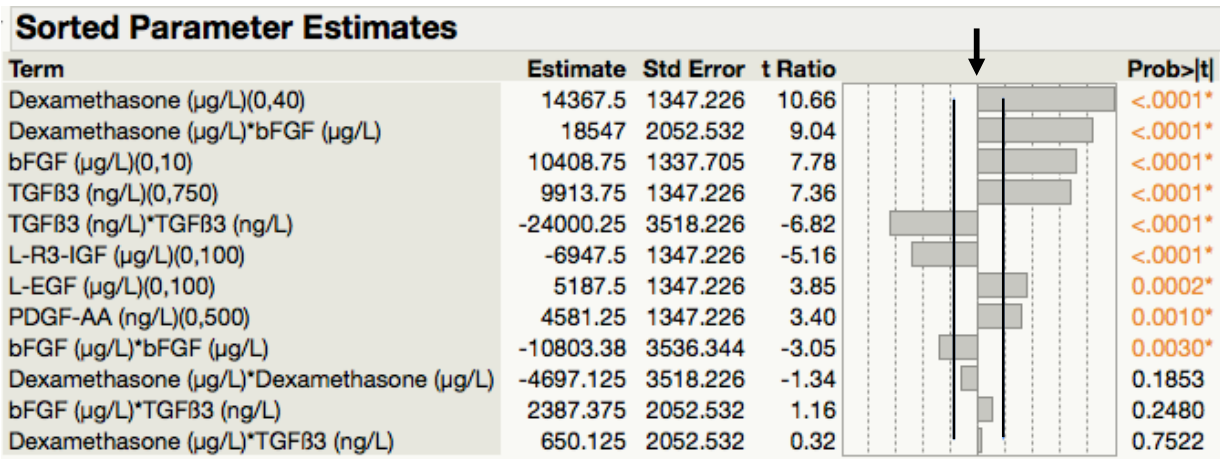 Sorted Parameter Estimates
Term Estimate Std Error t Ratio Prob>|t|
Dexamethasone (µg/L)(0,40) 14367.5 1347.226 10.66 <.0001*
Dexamethasone (µg/L)*bFGF (µg/L) 18547 2052.532 9.04 <.0001*
bFGF (µg/L)(0,10) 10408.75 1337.705 7.78 <.0001*
TGFß3 (ng/L)(0,750) 9913.75 1347.226 7.36 <.0001*
TGFß3 (ng/L)*TGFß3 (ng/L) -24000.25 3518.226 -6.82 <.0001*
L-R3-IGF (µg/L)(0,100) -6947.5 1347.226 -5.16 <.0001*
L-EGF (µg/L)(0,100) 5187.5 1347.226 3.85 0.0002*
PDGF-AA (ng/L)(0,500) 4581.25 1347.226 3.40 0.0010*
bFGF (µg/L)*bFGF (µg/L) -10803.38 3536.344 -3.05 0.0030*
Dexamethasone (µg/L)*Dexamethasone (µg/L) -4697.125 3518.226 -1.34 0.1853
bFGF (µg/L)*TGFß3 (ng/L) 2387.375 2052.532 1.16 0.2480
Dexamethasone (µg/L)*TGFß3 (ng/L) 650.125 2052.532 0.32 0.7522